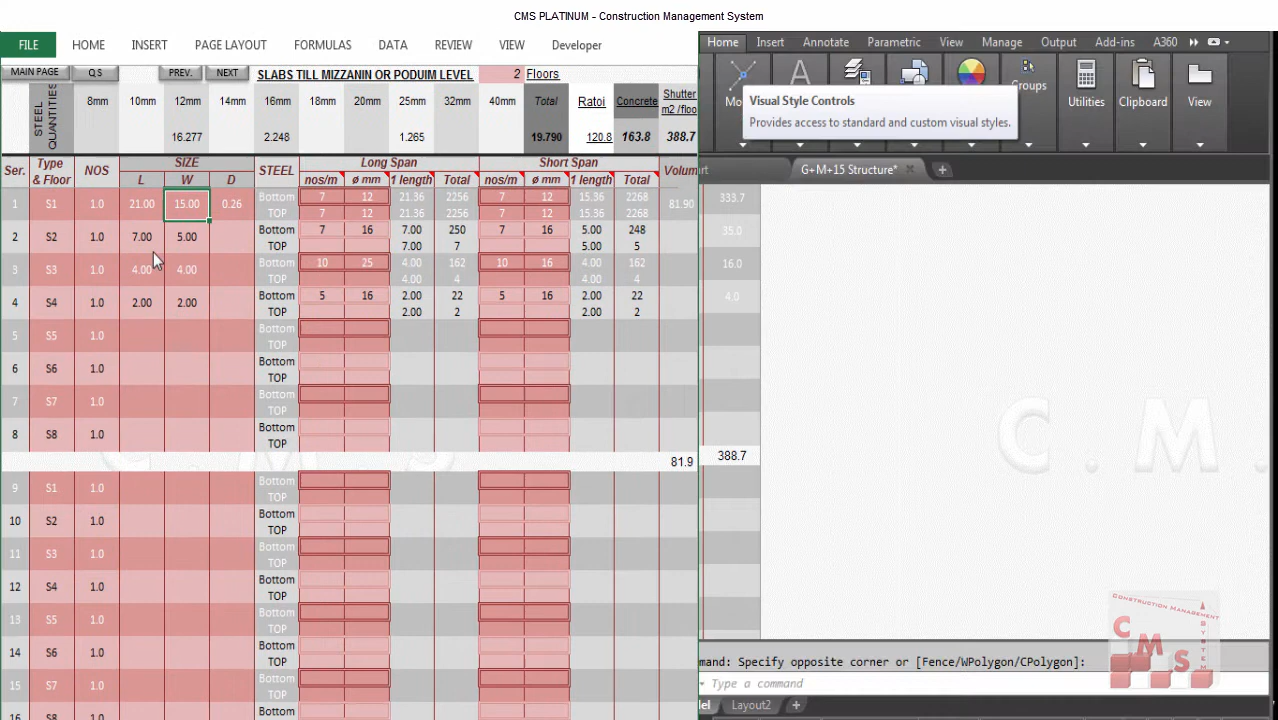 CMS PLATINUM - Construction Management System
FILE HOME INSERT PAGE LAYOUT FORMULAS DATA REVIEW VIEW Developer
MAIN PAGE Q S PREV. NEXT SLABS TILL MIZZANIN OR PODUIM LEVEL 2 Floors
STEEL QUANTITIES 8mm 10mm 12mm 14mm 16mm 18mm 20mm 25mm 32mm 40mm Total Ratoi Concrete Shutter m2 /floo
16.277 2.248 1.265 19.790 120.8 163.8 388.7
Ser. Type & Floor NOS SIZE STEEL Long Span Short Span Volum
L W D nos/m ø mm 1 length Total nos/m ø mm 1 length Total
1 S1 1.0 21.00 15.00 0.26 Bottom 7 12 21.36 2256 7 12 15.36 2268 81.90
TOP 7 12 21.36 2256 7 12 15.36 2268
2 S2 1.0 7.00 5.00 Bottom 7 16 7.00 250 7 16 5.00 248
TOP 7.00 7 5.00 5
3 S3 1.0 4.00 4.00 Bottom 10 25 4.00 162 10 16 4.00 162
TOP 4.00 4 4.00 4
4 S4 1.0 2.00 2.00 Bottom 5 16 2.00 22 5 16 2.00 22
TOP 2.00 2 2.00 2
5 S5 1.0 Bottom
TOP
6 S6 1.0 Bottom
TOP
7 S7 1.0 Bottom
TOP
8 S8 1.0 Bottom
TOP
81.9
9 S1 1.0 Bottom
TOP
10 S2 1.0 Bottom
TOP
11 S3 1.0 Bottom
TOP
12 S4 1.0 Bottom
TOP
13 S5 1.0 Bottom
TOP
14 S6 1.0 Bottom
TOP
15 S7 1.0 Bottom
TOP
16 S8 1.0 Bottom
Home Insert Annotate Parametric View Manage Output Add-ins A360
Mo Groups Utilities Clipboard View
Visual Style Controls
Provides access to standard and custom visual styles.
rt G+M+15 Structure*
333.7
35.0
16.0
4.0
388.7
C . M .
CONSTRUCTION MANAGEMENT SYSTEM
C M S
mmand: Specify opposite corner or [Fence/WPolygon/CPolygon]:
Type a command
del Layout2 +